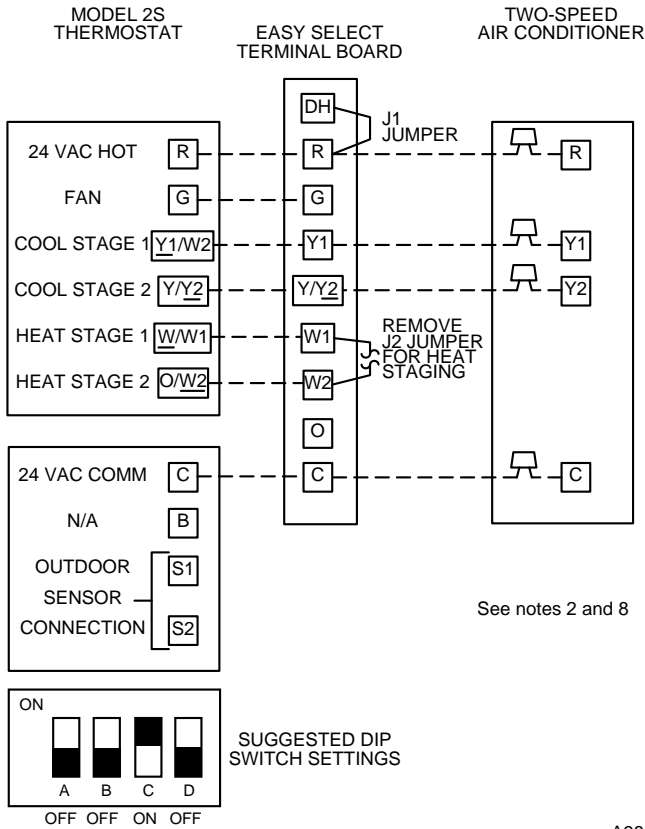 MODEL 2S
THERMOSTAT
EASY SELECT
TERMINAL BOARD
TWO-SPEED
AIR CONDITIONER
DH
J1
JUMPER
24 VAC HOT R R R
FAN G G
COOL STAGE 1 Y1/W2 Y1 Y1
COOL STAGE 2 Y/Y2 Y/Y2 Y2
HEAT STAGE 1 W/W1 W1
HEAT STAGE 2 O/W2 W2
REMOVE
J2 JUMPER
FOR HEAT
STAGING
O
24 VAC COMM C C C
N/A B
OUTDOOR S1
SENSOR
CONNECTION S2
See notes 2 and 8
ON
A B C D
OFF OFF ON OFF
SUGGESTED DIP
SWITCH SETTINGS